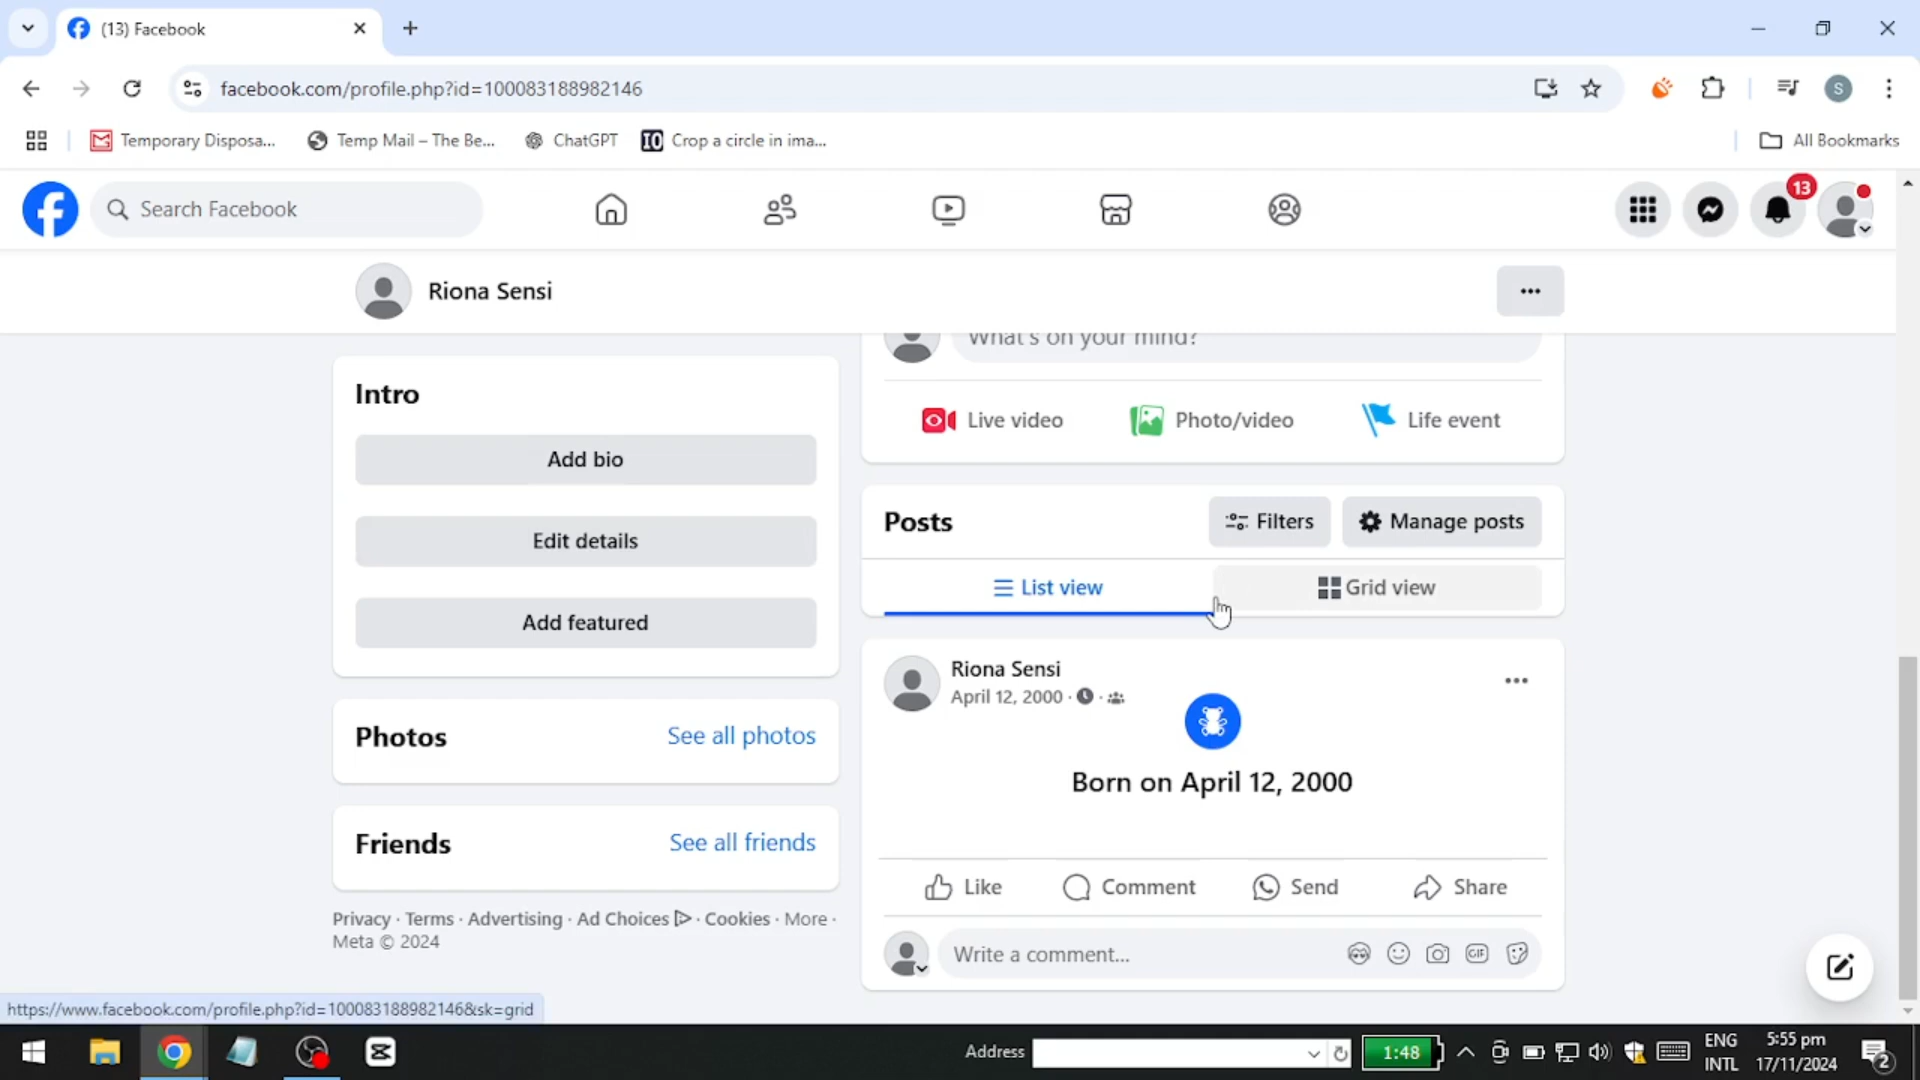 (13) Facebook
facebook.com/profile.php?id=100083188982146
S
Temporary Disposa...
Temp Mail – The Be...
ChatGPT
IO
Crop a circle in ima...
All Bookmarks
Search Facebook
13
Riona Sensi
What's on your mind?
Live video
Photo/video
Life event
Intro
Add bio
Edit details
Add featured
Photos
See all photos
Friends
See all friends
Privacy · Terms · Advertising · Ad Choices · Cookies · More ·
Meta © 2024
Posts
Filters
Manage posts
List view
Grid view
Riona Sensi
April 12, 2000 ·
Born on April 12, 2000
Like
Comment
Send
Share
Write a comment...
GIF
https://www.facebook.com/profile.php?id=100083188982146&sk=grid
Address
1:48
ENG
INTL
5:55 pm
17/11/2024
2